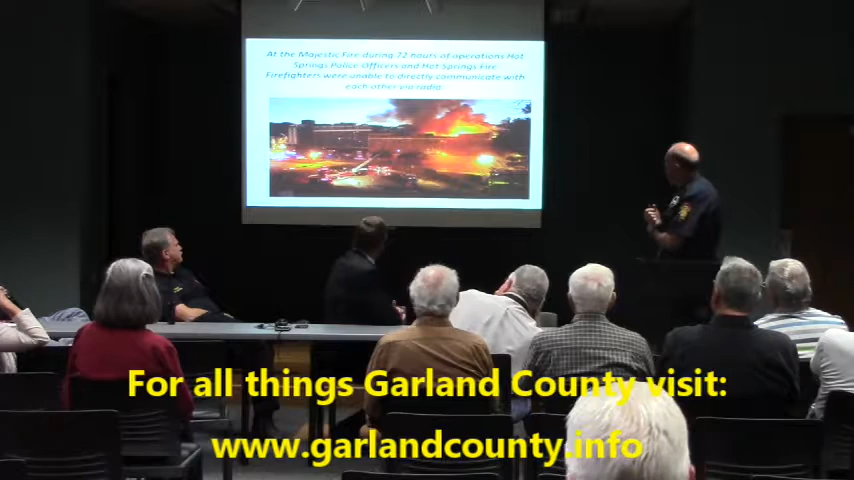 At the Majestic Fire during 72 hours of operations Hot
Springs Police Officers and Hot Springs Fire
Firefighters were unable to directly communicate with
each other via radio.
For all things Garland County visit:
www.garlandcounty.info